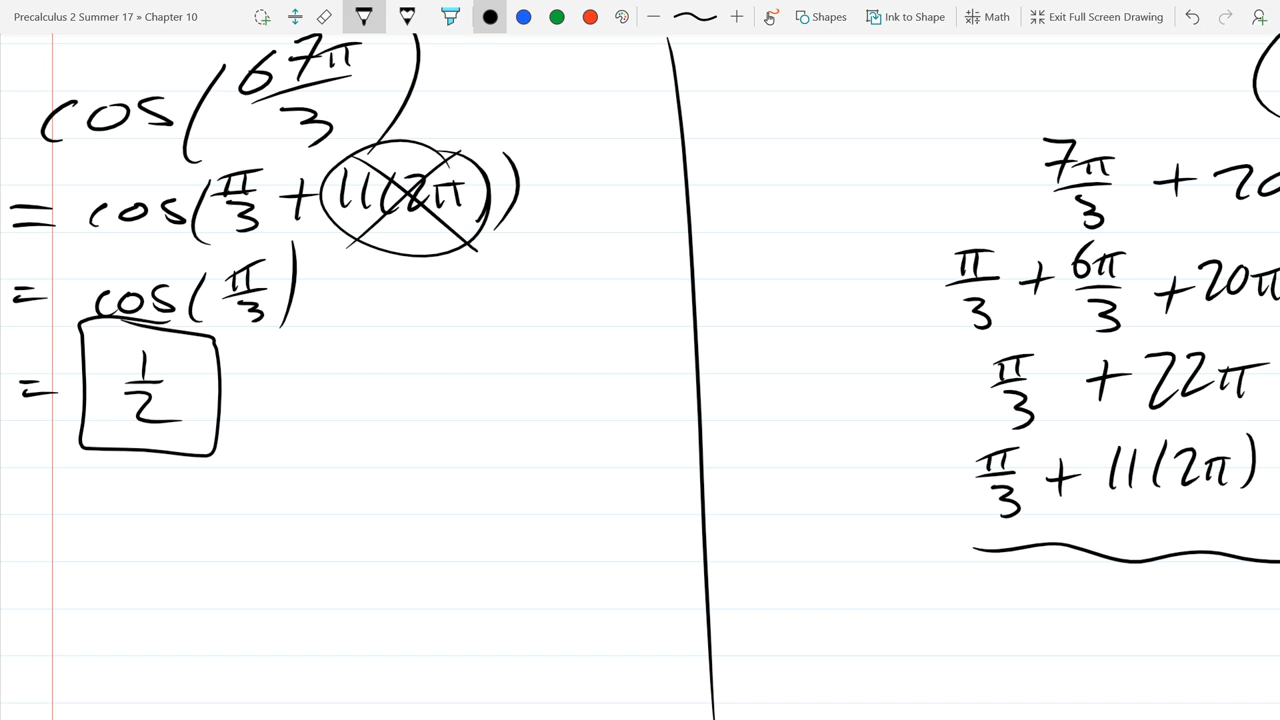 Precalculus 2 Summer 17 » Chapter 10
Shapes
Ink to Shape
Math
Exit Full Screen Drawing
cos(67π/3)
= cos(π/3 + 11(2π))
= cos(π/3)
= 1/2
7π/3 + 20
π/3 + 6π/3 + 20π
π/3 + 22π
π/3 + 11(2π)